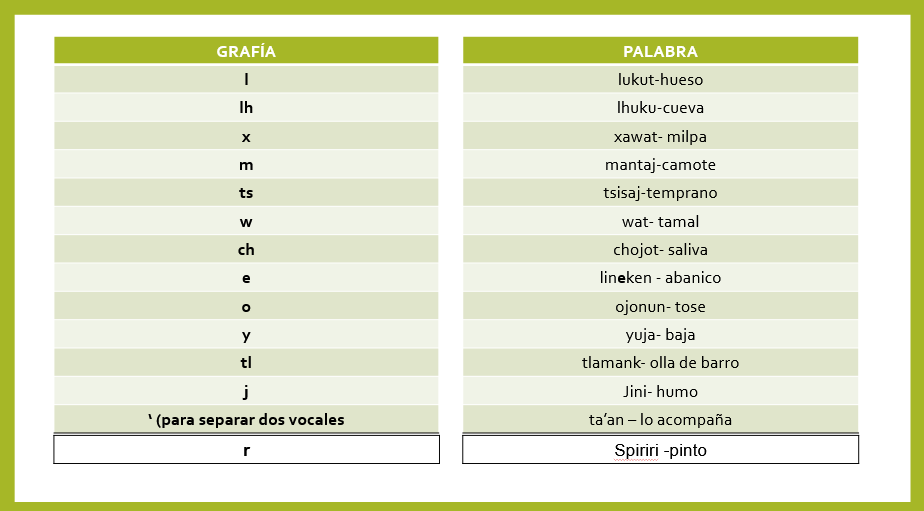 GRAFÍA PALABRA
l lukut-hueso
lh lhuku-cueva
x xawat- milpa
m mantaj-camote
ts tsisaj-temprano
w wat- tamal
ch chojot- saliva
e lineken - abanico
o ojonun- tose
y yuja- baja
tl tlamank- olla de barro
j Jini- humo
‛ (para separar dos vocales ta’an – lo acompaña
r Spiriri -pinto